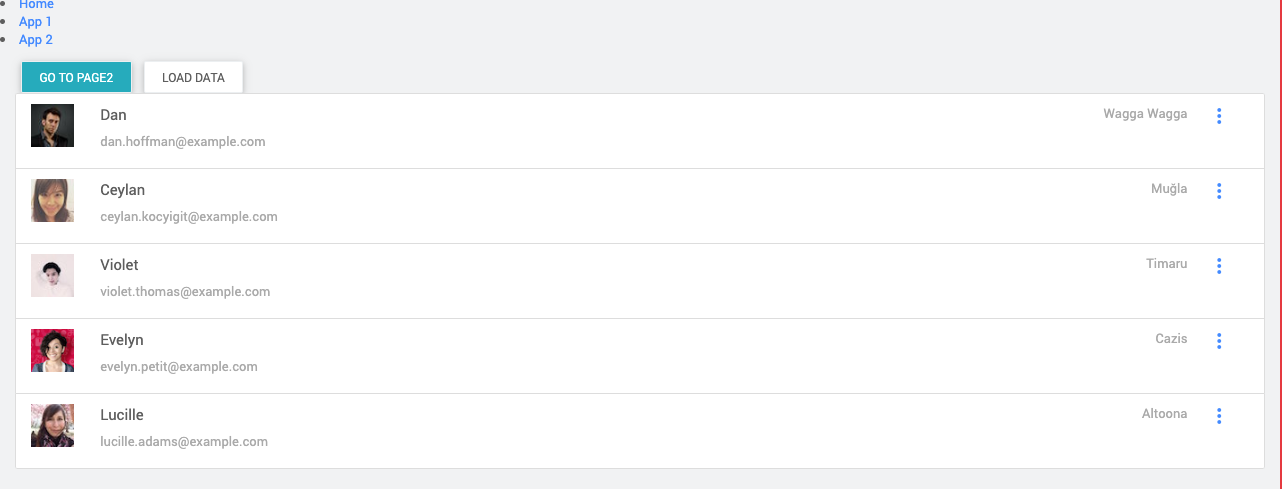 Home
App 1
App 2
GO TO PAGE2 LOAD DATA
Dan Wagga Wagga
dan.hoffman@example.com
Ceylan Muğla
ceylan.kocyigit@example.com
Violet Timaru
violet.thomas@example.com
Evelyn Cazis
evelyn.petit@example.com
Lucille Altoona
lucille.adams@example.com